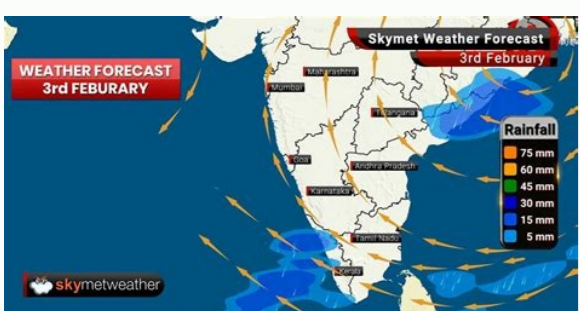 Skymet Weather Forecast
3rd February
WEATHER FORECAST
3rd FEBURARY
Maharashtra
Mumbai
Telangana
Rainfall
75 mm
60 mm
45 mm
30 mm
15 mm
5 mm
Goa
Andhra Pradesh
Karnataka
Tamil Nadu
Kerala
skymetweather